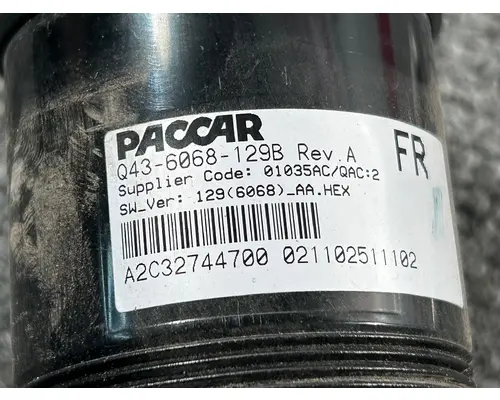 PACCAR
Q43-6068-129B Rev.A
FR
Supplier Code: 01035AC/QAC:2
SW_Ver: 129(6068)_AA.HEX
A2C32744700 021102511102